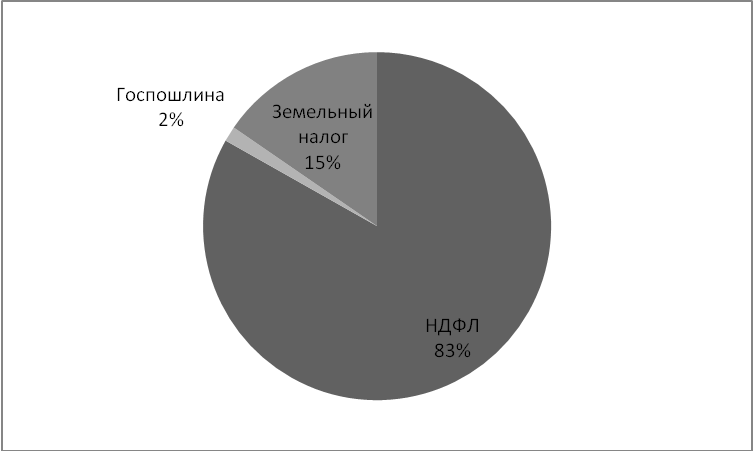 Госпошлина
2%
Земельный
налог
15%
НДФЛ
83%